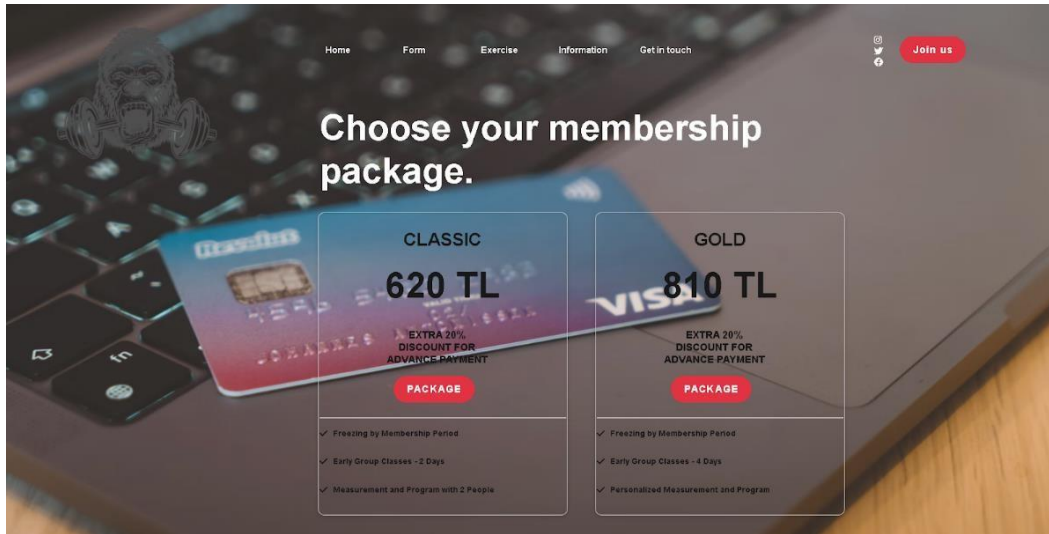 Home
Form
Exercise
Information
Get in touch
Join us
Choose your membership
package.
CLASSIC
620 TL
EXTRA 20%
DISCOUNT FOR
ADVANCE PAYMENT
PACKAGE
Freezing by Membership Period
Early Group Classes - 2 Days
Measurement and Program with 2 People
GOLD
810 TL
EXTRA 20%
DISCOUNT FOR
ADVANCE PAYMENT
PACKAGE
Freezing by Membership Period
Early Group Classes - 4 Days
Personalized Measurement and Program
VISA
fn